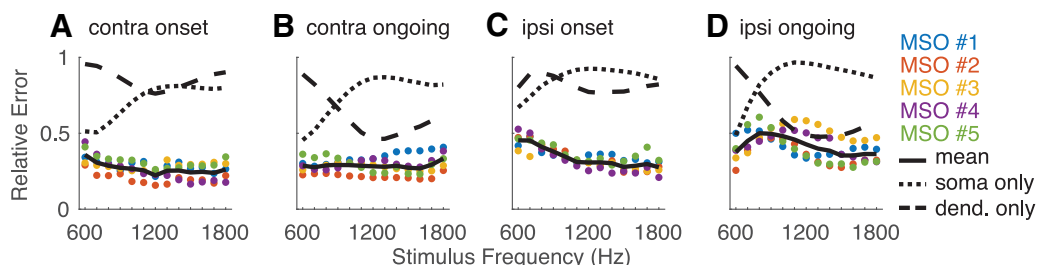 A contra onset
B contra ongoing
C ipsi onset
D ipsi ongoing
Relative Error
1
0.5
0
600 1200 1800
600 1200 1800
600 1200 1800
600 1200 1800
Stimulus Frequency (Hz)
MSO #1
MSO #2
MSO #3
MSO #4
MSO #5
mean
soma only
dend. only